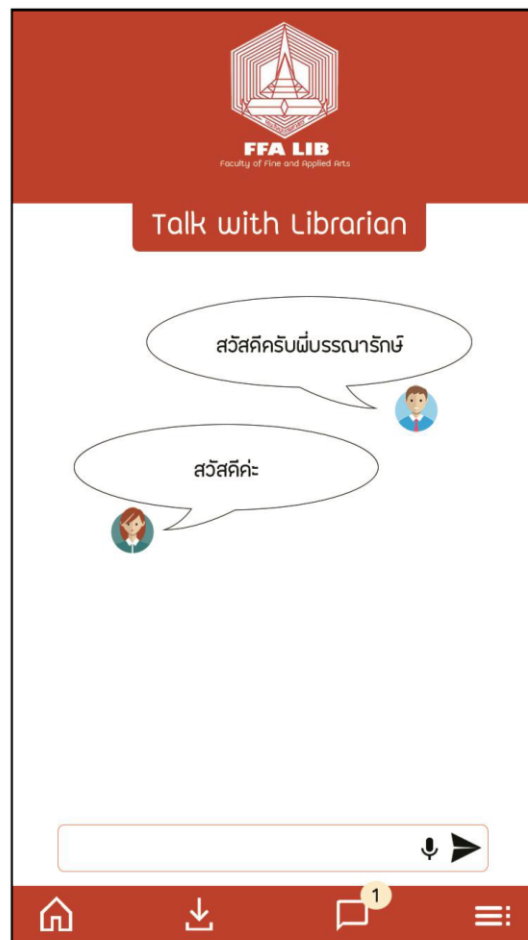 FFA LIB
Faculty of Fine and Applied Arts
Talk with Librarian
สวัสดีครับพี่บรรณารักษ์
สวัสดีค่ะ
1